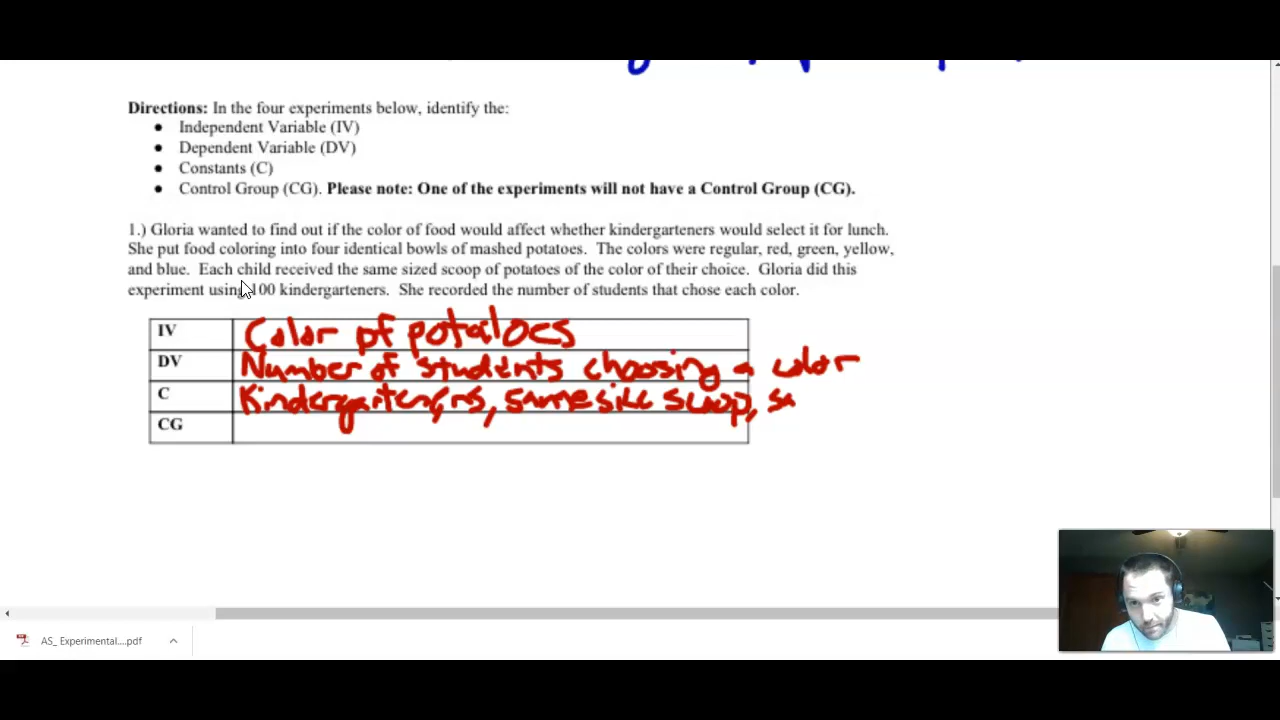 Directions: In the four experiments below, identify the:
• Independent Variable (IV)
• Dependent Variable (DV)
• Constants (C)
• Control Group (CG). Please note: One of the experiments will not have a Control Group (CG).
1.) Gloria wanted to find out if the color of food would affect whether kindergarteners would select it for lunch.
She put food coloring into four identical bowls of mashed potatoes. The colors were regular, red, green, yellow,
and blue. Each child received the same sized scoop of potatoes of the color of their choice. Gloria did this
experiment using 100 kindergarteners. She recorded the number of students that chose each color.
IV Color of potatoes
DV Number of students choosing a color
C Kindergarteners, same size scoop, sa
CG
AS_ Experimental....pdf